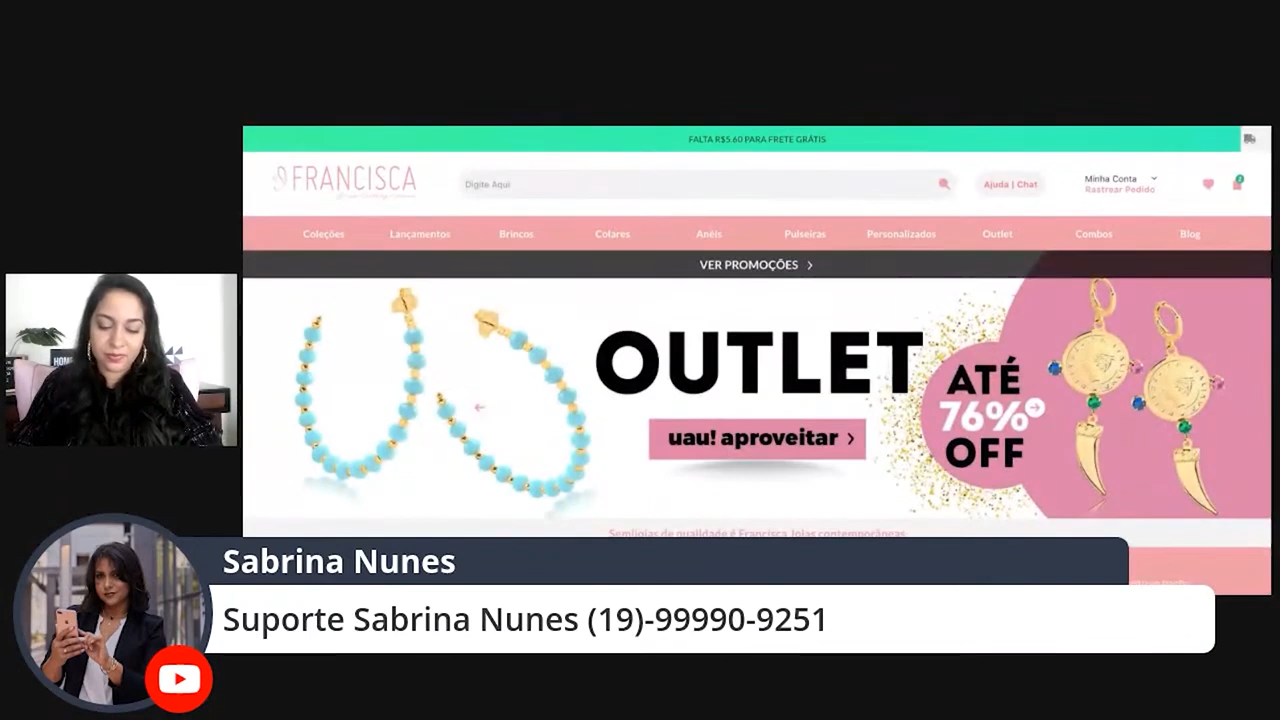 FALTA R$5.60 PARA FRETE GRÁTIS
FRANCISCA
Digite Aqui
Ajuda | Chat
Minha Conta
Rastrear Pedido
2
Coleções
Lançamentos
Brincos
Colares
Anéis
Pulseiras
Personalizados
Outlet
Combos
Blog
VER PROMOÇÕES >
OUTLET
uau! aproveitar >
ATÉ
76%
OFF
Semijoias de qualidade é Francisca Joias contemporâneas
HOM
Sabrina Nunes
Suporte Sabrina Nunes (19)-99990-9251